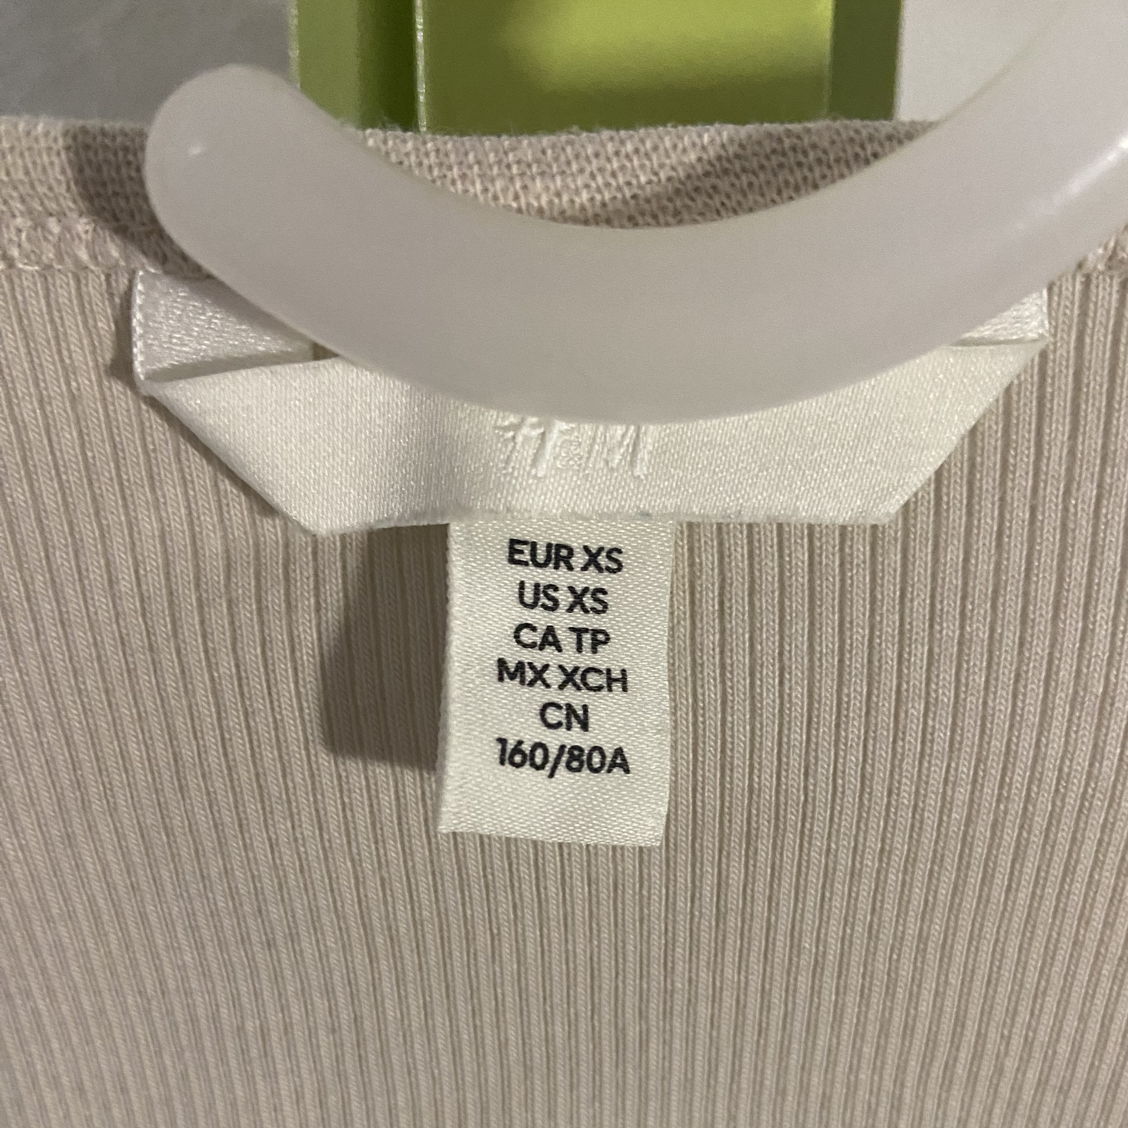 H&M
EUR XS
US XS
CA TP
MX XCH
CN
160/80A